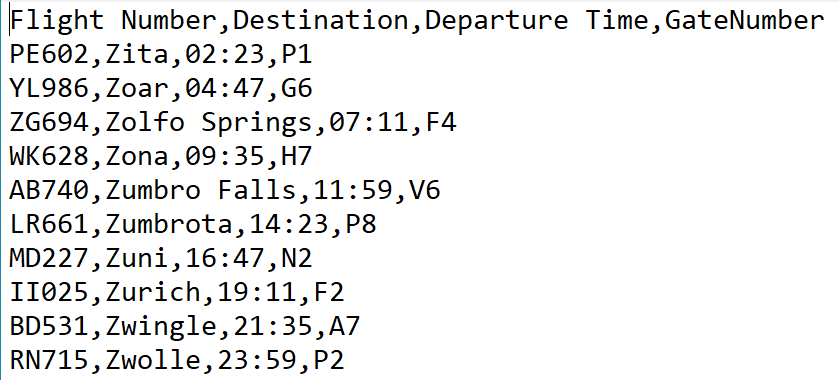 Flight Number,Destination,Departure Time,GateNumber
PE602,Zita,02:23,P1
YL986,Zoar,04:47,G6
ZG694,Zolfo Springs,07:11,F4
WK628,Zona,09:35,H7
AB740,Zumbro Falls,11:59,V6
LR661,Zumbrota,14:23,P8
MD227,Zuni,16:47,N2
II025,Zurich,19:11,F2
BD531,Zwingle,21:35,A7
RN715,Zwolle,23:59,P2